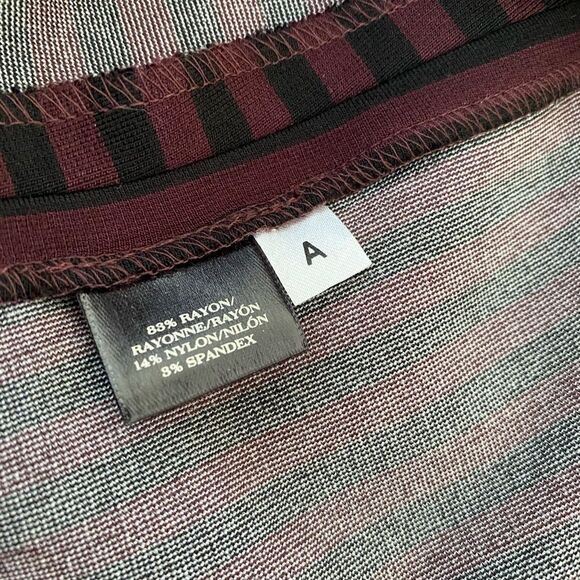 A
83% RAYON/
RAYONNE/RAYÓN
14% NYLON/NILÓN
3% SPANDEX